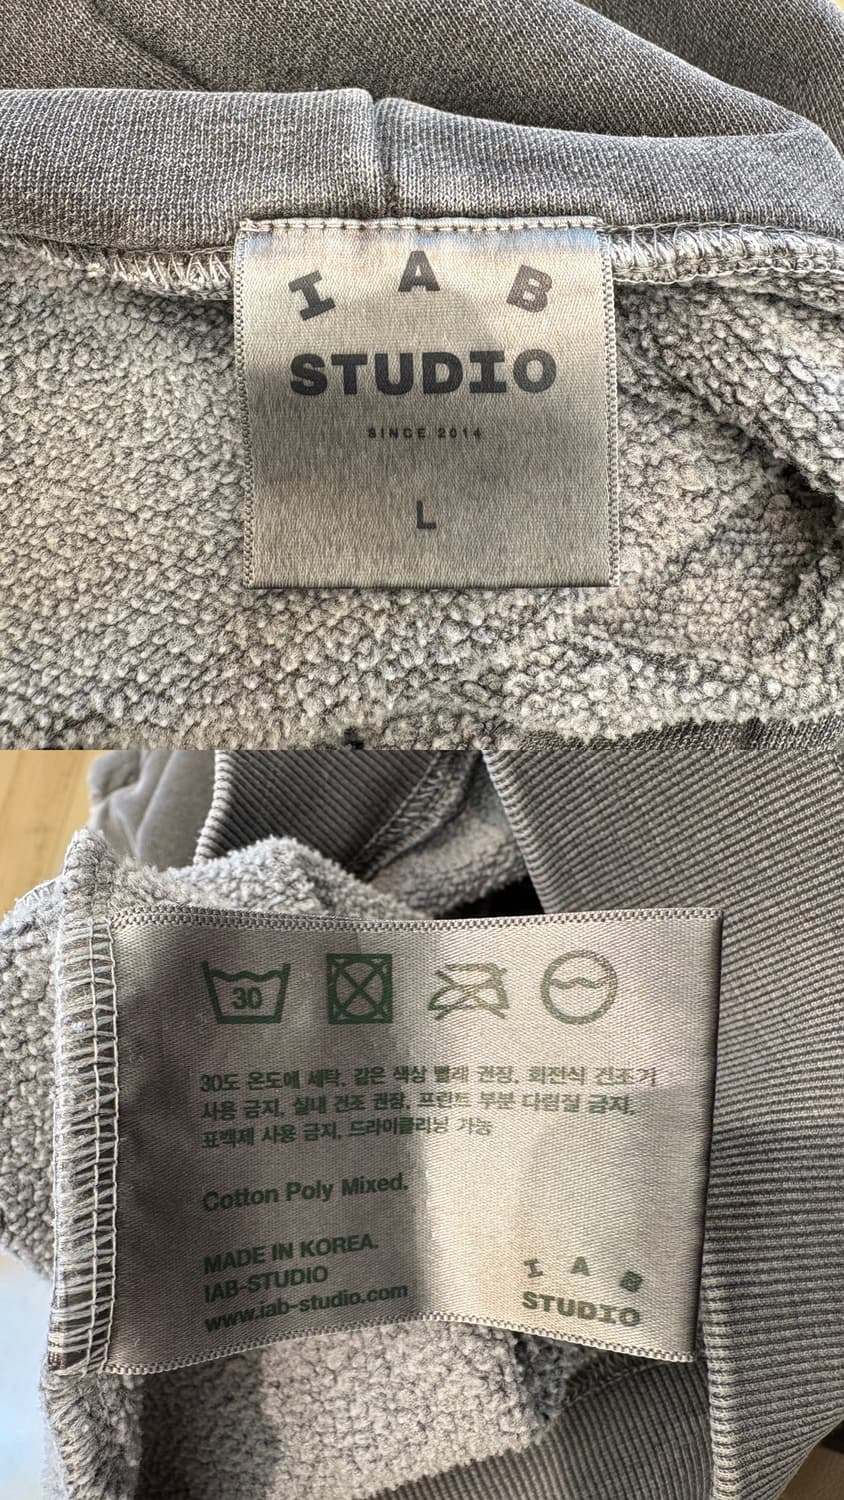 I A B
STUDIO
SINCE 2014
L
30
30도 온도에 세탁, 같은 색상 빨래 권장, 회전식 건조기
사용 금지, 실내 건조 권장, 프린트 부분 다림질 금지,
표백제 사용 금지, 드라이클리닝 가능
Cotton Poly Mixed.
MADE IN KOREA.
IAB-STUDIO
www.iab-studio.com
I A B
STUDIO